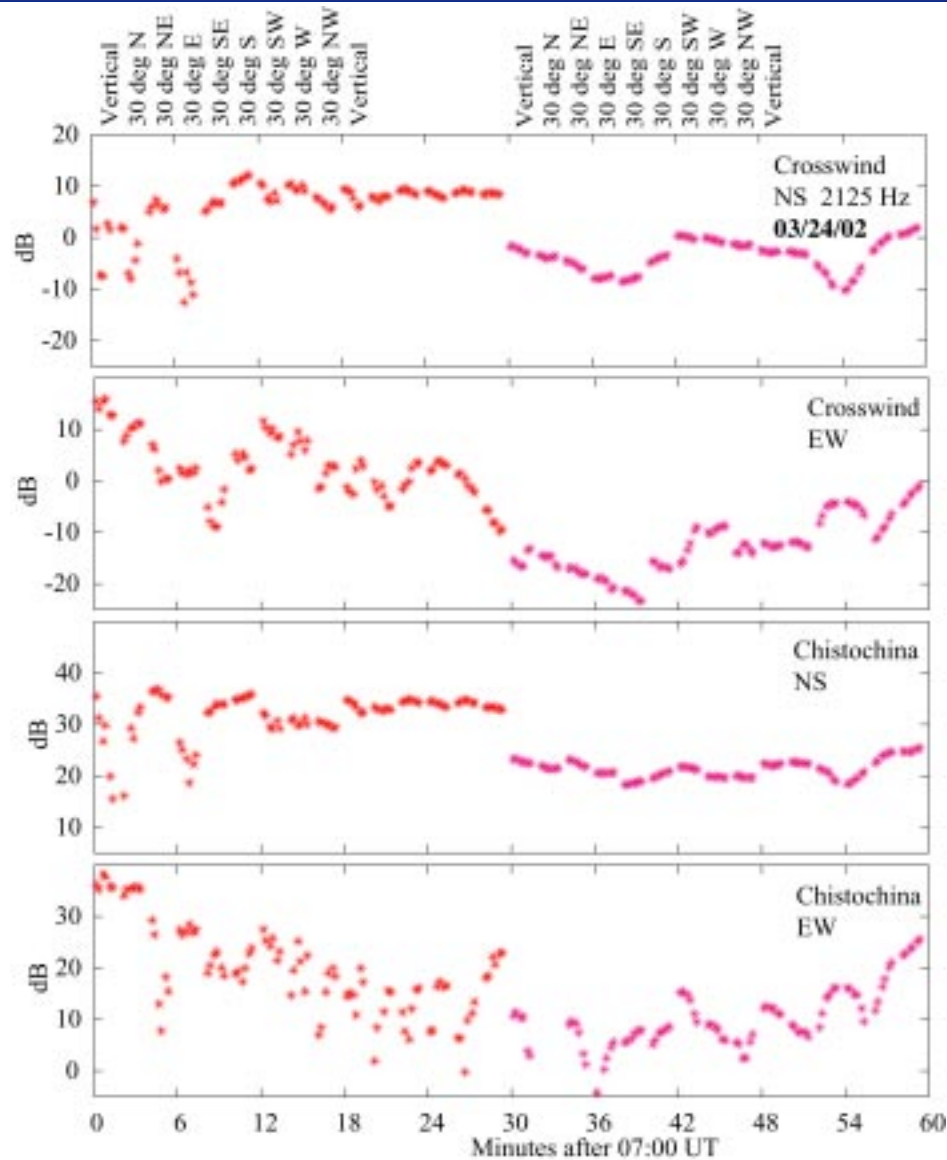 Vertical
30 deg N
30 deg NE
30 deg E
30 deg SE
30 deg S
30 deg SW
30 deg W
30 deg NW
Vertical
Vertical
30 deg N
30 deg NE
30 deg E
30 deg SE
30 deg S
30 deg SW
30 deg W
30 deg NW
Vertical
20
10
0
-10
-20
dB
Crosswind
NS 2125 Hz
03/24/02
10
0
-10
-20
dB
Crosswind
EW
40
30
20
10
dB
Chistochina
NS
30
20
10
0
dB
Chistochina
EW
0 6 12 18 24 30 36 42 48 54 60
Minutes after 07:00 UT